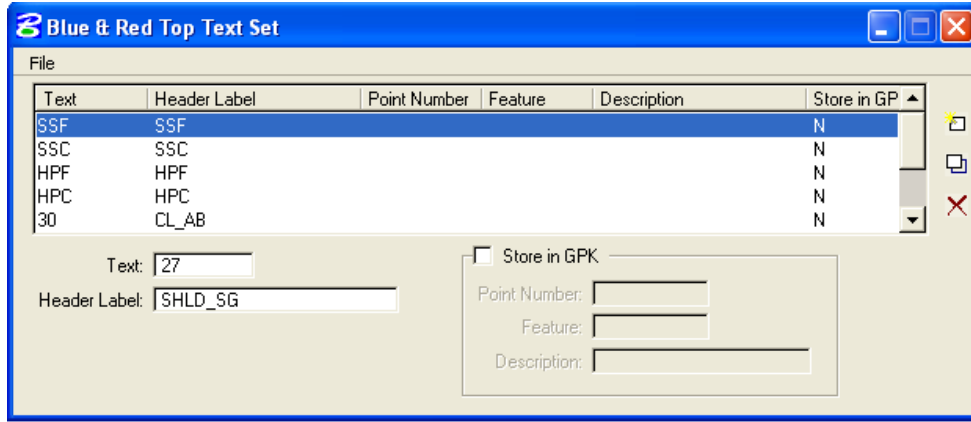 Blue & Red Top Text Set
File
Text Header Label Point Number Feature Description Store in GP
SSF SSF N
SSC SSC N
HPF HPF N
HPC HPC N
30 CL_AB N
Text: 27
Header Label: SHLD_SG
Store in GPK
Point Number:
Feature:
Description: